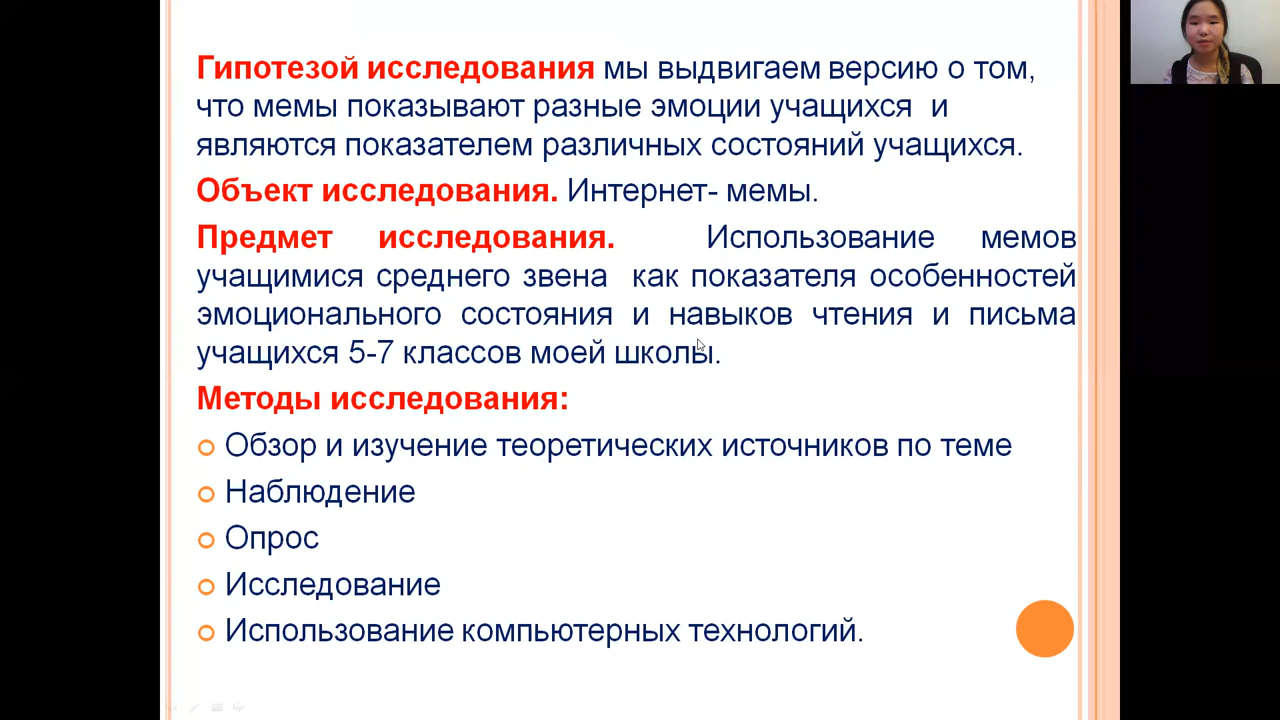 Гипотезой исследования мы выдвигаем версию о том,
что мемы показывают разные эмоции учащихся и
являются показателем различных состояний учащихся.
Объект исследования. Интернет- мемы.
Предмет исследования. Использование мемов
учащимися среднего звена как показателя особенностей
эмоционального состояния и навыков чтения и письма
учащихся 5-7 классов моей школы.
Методы исследования:
Обзор и изучение теоретических источников по теме
Наблюдение
Опрос
Исследование
Использование компьютерных технологий.